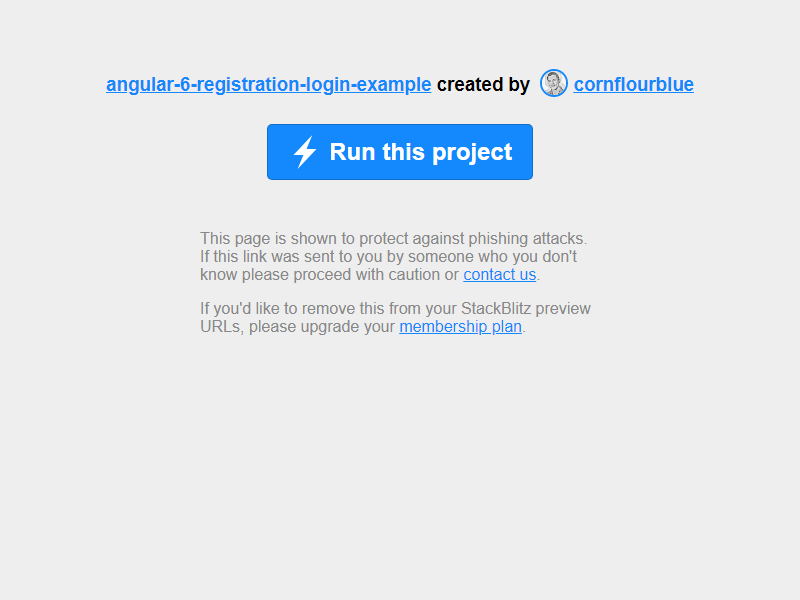 angular-6-registration-login-example created by cornflourblue
Run this project
This page is shown to protect against phishing attacks.
If this link was sent to you by someone who you don't
know please proceed with caution or contact us.
If you'd like to remove this from your StackBlitz preview
URLs, please upgrade your membership plan.